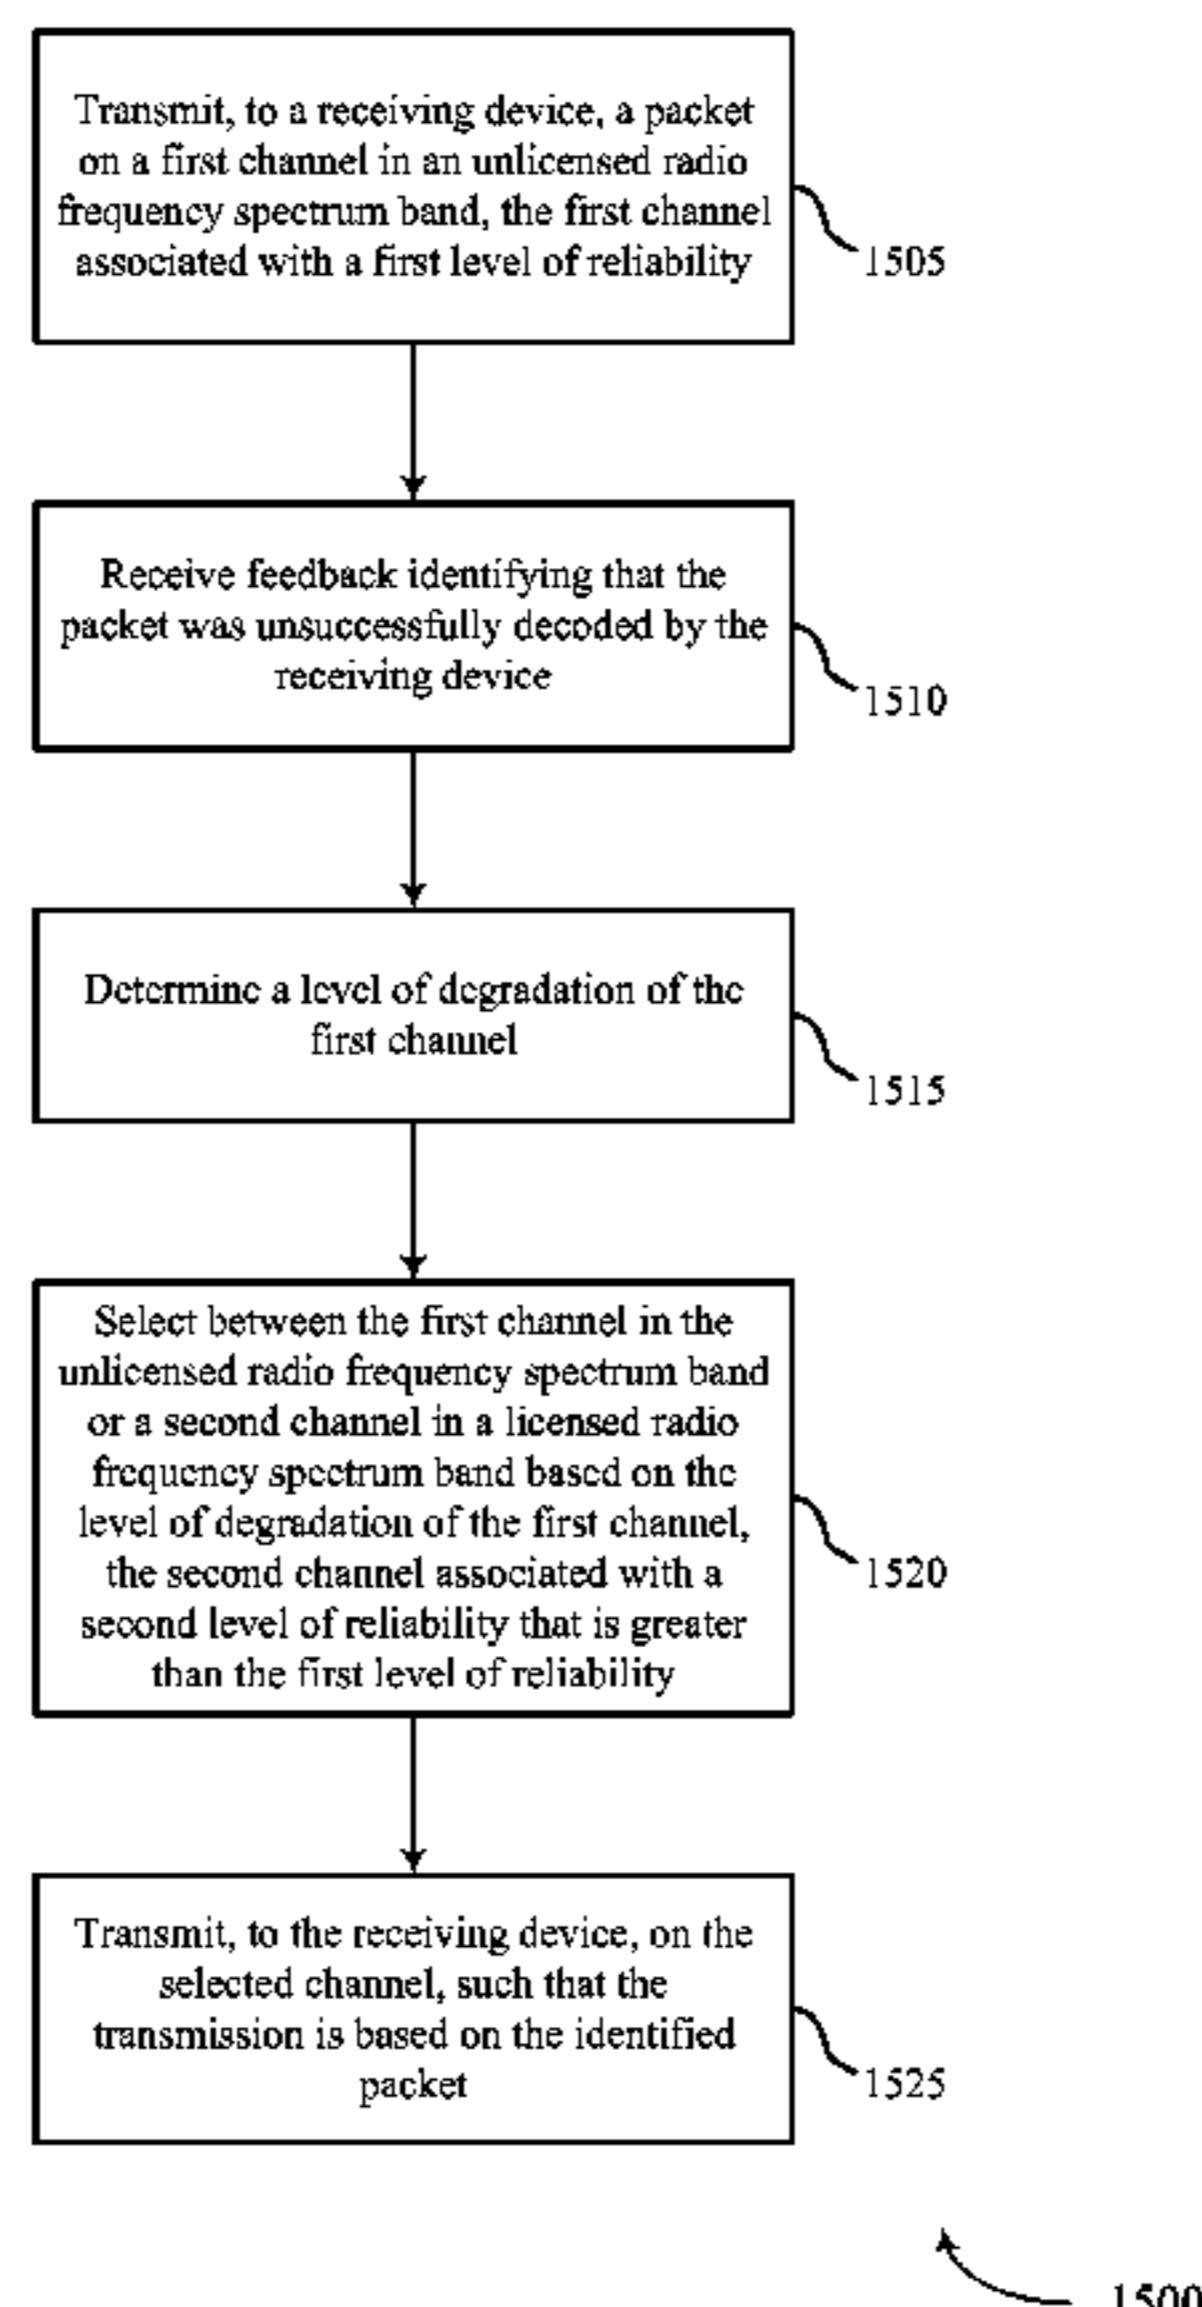 Transmit, to a receiving device, a packet
on a first channel in an unlicensed radio
frequency spectrum band, the first channel
associated with a first level of reliability
1505
Receive feedback identifying that the
packet was unsuccessfully decoded by the
receiving device
1510
Determine a level of degradation of the
first channel
1515
Select between the first channel in the
unlicensed radio frequency spectrum band
or a second channel in a licensed radio
frequency spectrum band based on the
level of degradation of the first channel,
the second channel associated with a
second level of reliability that is greater
than the first level of reliability
1520
Transmit, to the receiving device, on the
selected channel, such that the
transmission is based on the identified
packet
1525
1500